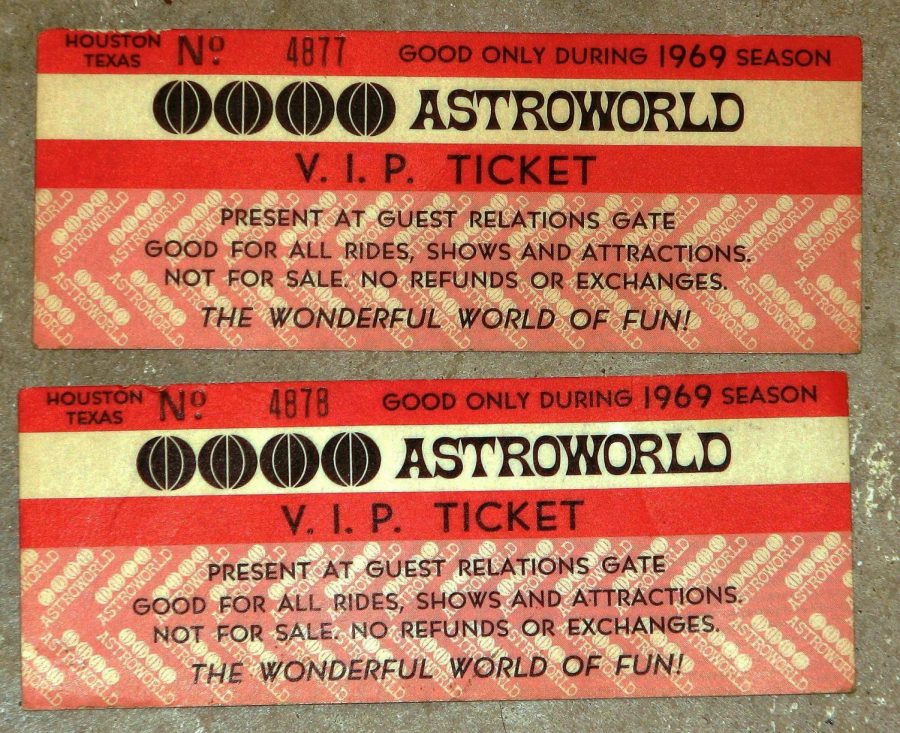 HOUSTON TEXAS Nº 4877 GOOD ONLY DURING 1969 SEASON
ASTROWORLD
V. I. P. TICKET
PRESENT AT GUEST RELATIONS GATE
GOOD FOR ALL RIDES, SHOWS AND ATTRACTIONS.
NOT FOR SALE. NO REFUNDS OR EXCHANGES.
THE WONDERFUL WORLD OF FUN!
HOUSTON TEXAS Nº 4878 GOOD ONLY DURING 1969 SEASON
ASTROWORLD
V. I. P. TICKET
PRESENT AT GUEST RELATIONS GATE
GOOD FOR ALL RIDES, SHOWS AND ATTRACTIONS.
NOT FOR SALE. NO REFUNDS OR EXCHANGES.
THE WONDERFUL WORLD OF FUN!